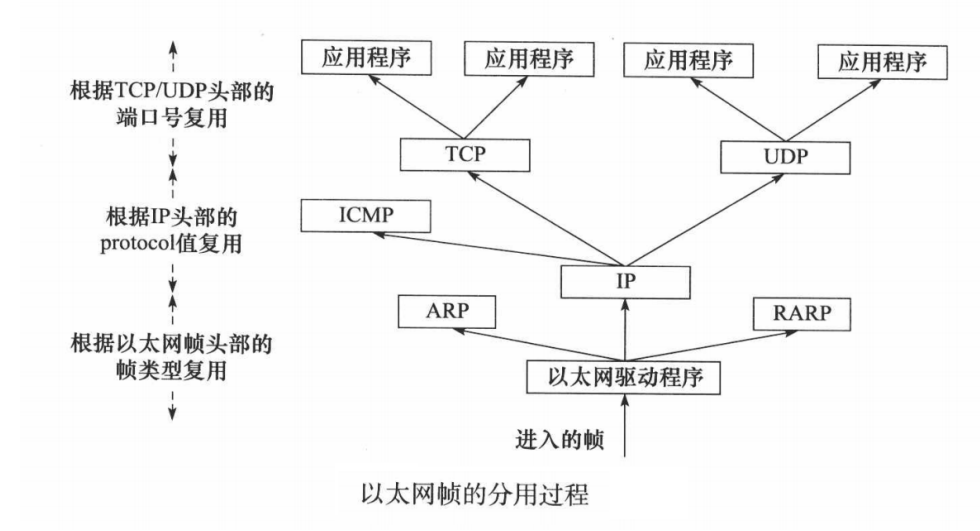 应用程序
应用程序
应用程序
应用程序
根据TCP/UDP头部的
端口号复用
TCP
UDP
ICMP
根据IP头部的
protocol值复用
IP
ARP
RARP
根据以太网帧头部的
帧类型复用
以太网驱动程序
进入的帧
以太网帧的分用过程